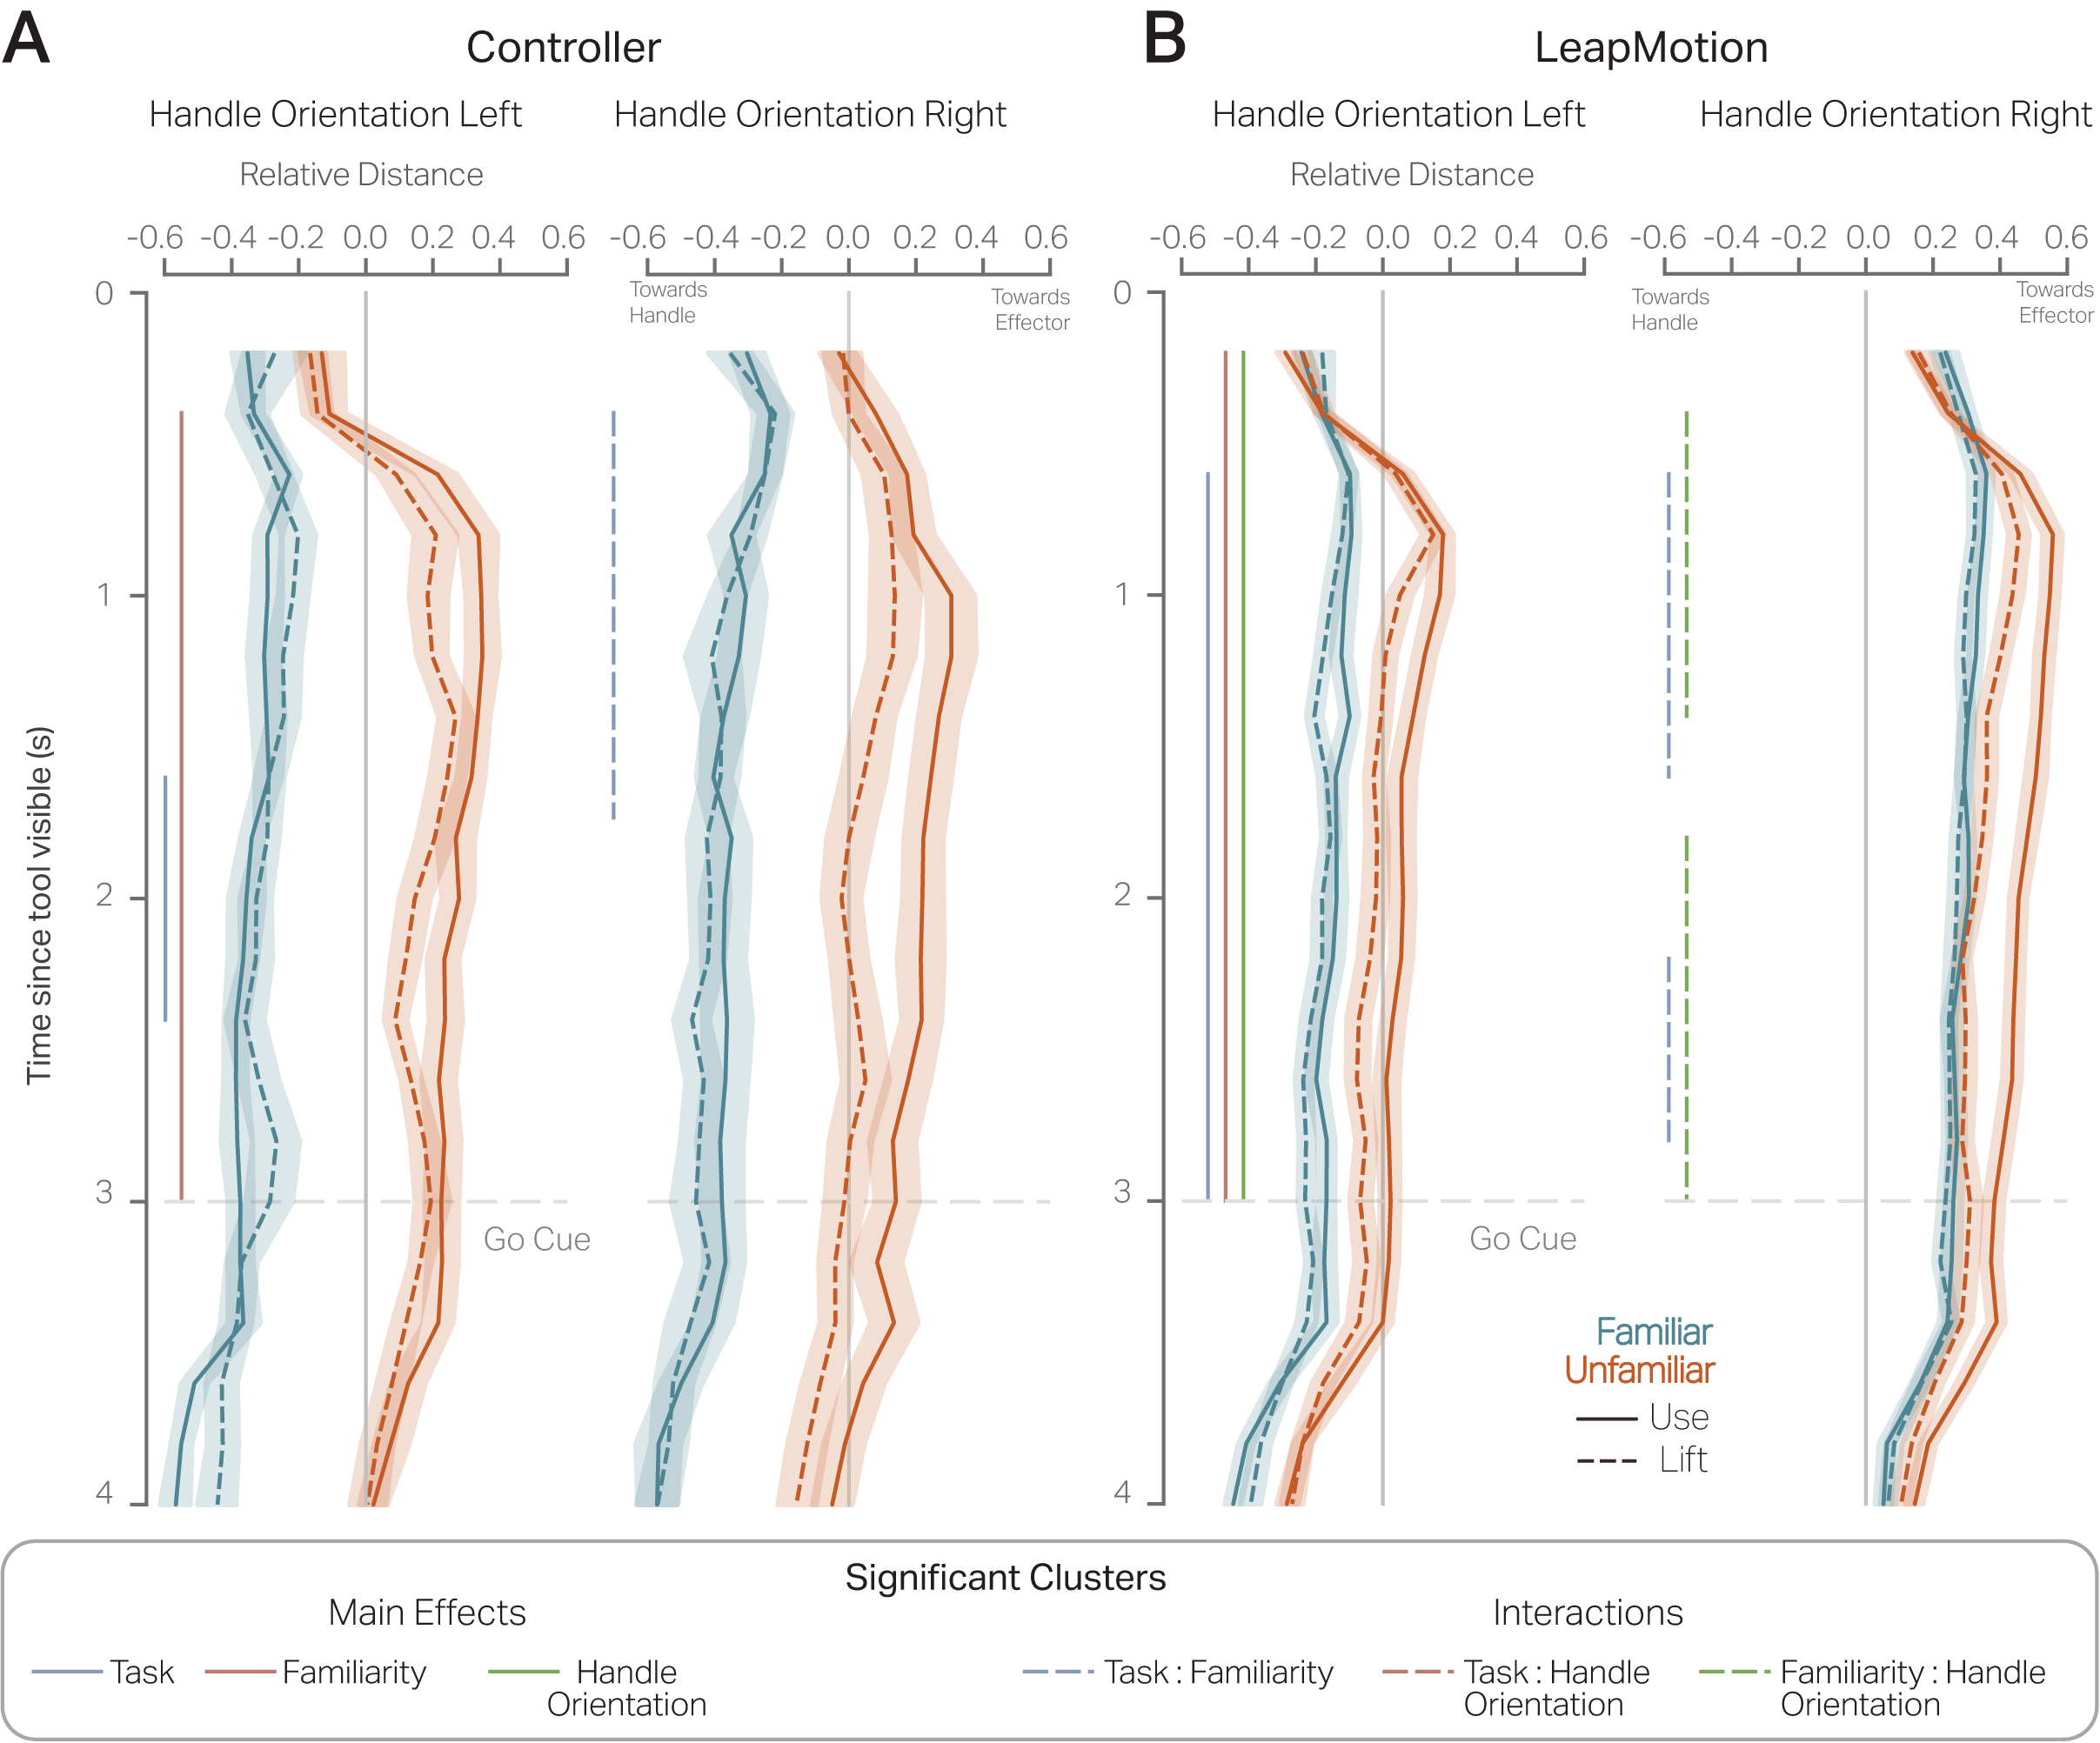 A
Controller
Handle Orientation Left
Handle Orientation Right
Relative Distance
-0.6 -0.4 -0.2 0.0 0.2 0.4 0.6
-0.6 -0.4 -0.2 0.0 0.2 0.4 0.6
Towards
Handle
Towards
Effector
Time since tool visible (s)
0
1
2
3
4
Go Cue
B
LeapMotion
Handle Orientation Left
Handle Orientation Right
Relative Distance
-0.6 -0.4 -0.2 0.0 0.2 0.4 0.6
-0.6 -0.4 -0.2 0.0 0.2 0.4 0.6
Towards
Handle
Towards
Effector
0
1
2
3
4
Go Cue
Familiar
Unfamiliar
Use
Lift
Significant Clusters
Main Effects
Task
Familiarity
Handle
Orientation
Interactions
Task : Familiarity
Task : Handle
Orientation
Familiarity : Handle
Orientation